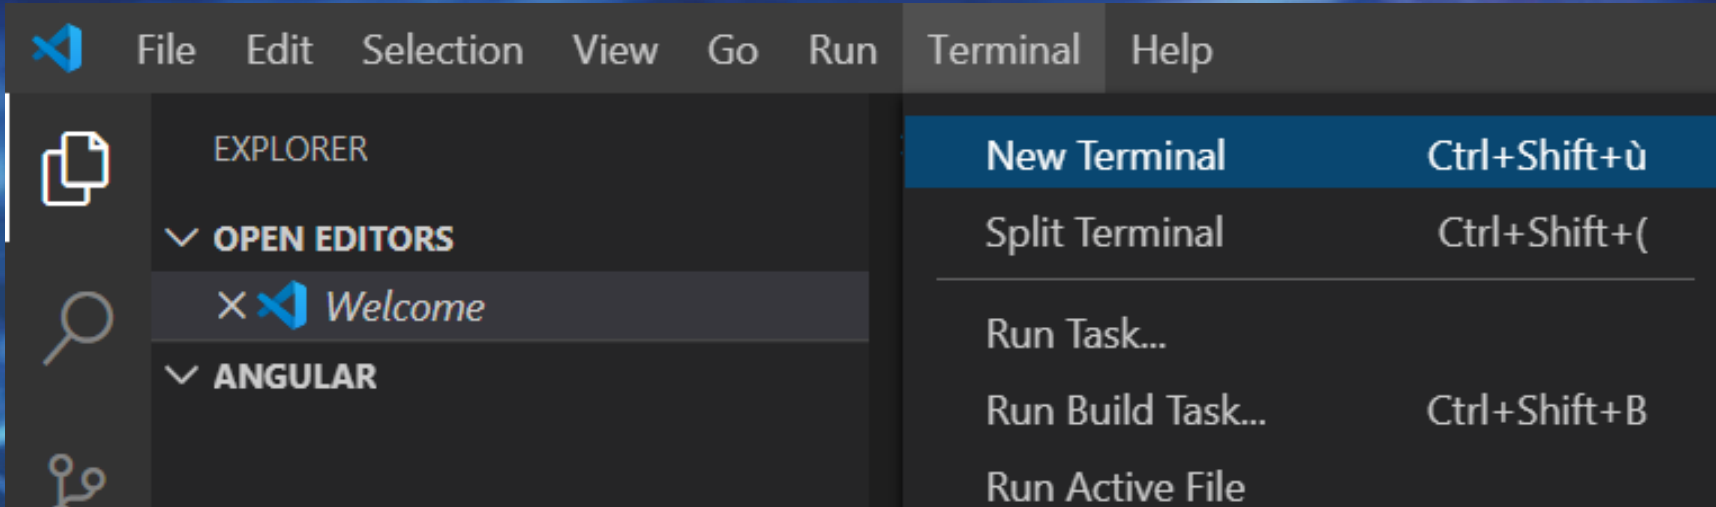 File Edit Selection View Go Run Terminal Help
EXPLORER
OPEN EDITORS
Welcome
ANGULAR
New Terminal Ctrl+Shift+ù
Split Terminal Ctrl+Shift+(
Run Task...
Run Build Task... Ctrl+Shift+B
Run Active File